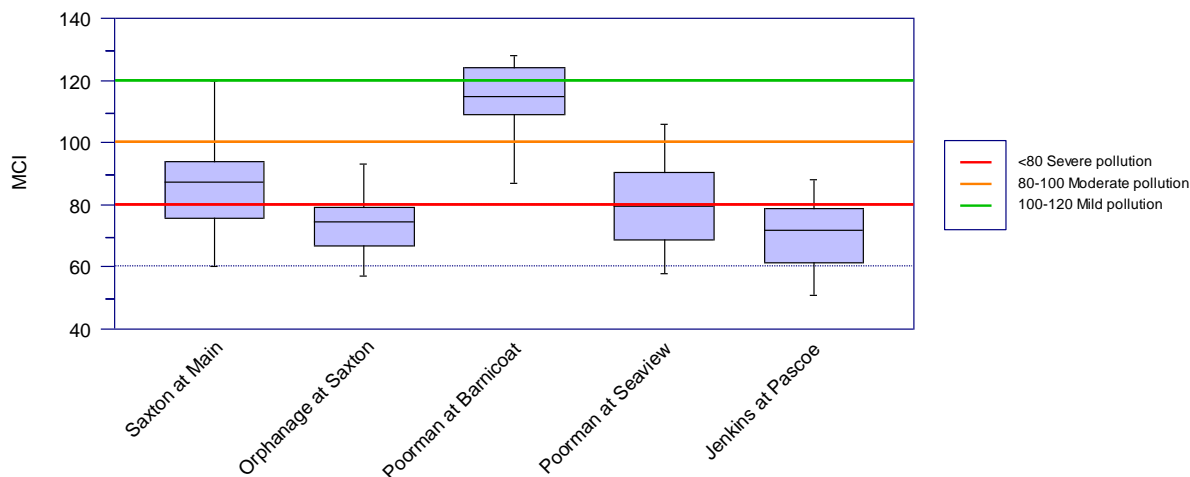 140
120
100
80
60
40
MCI
Saxton at Main
Orphanage at Saxton
Poorman at Barnicoat
Poorman at Seaview
Jenkins at Pascoe
<80 Severe pollution
80-100 Moderate pollution
100-120 Mild pollution